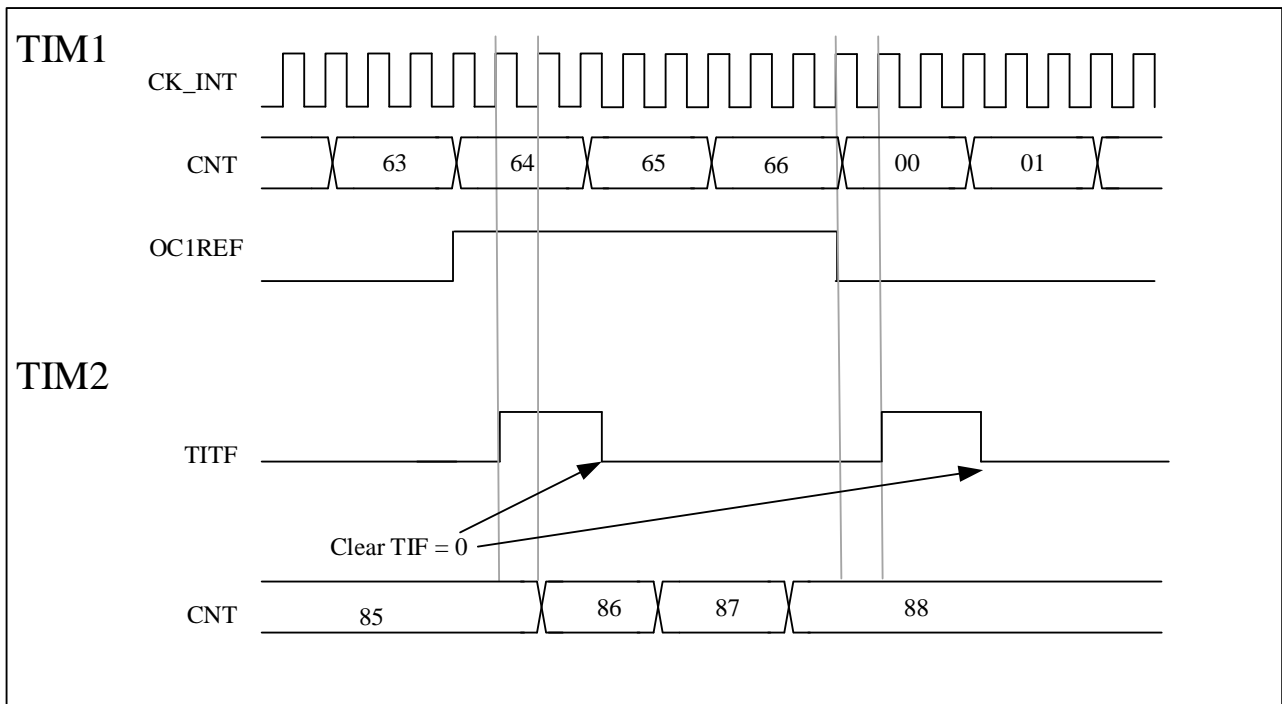 TIM1
CK_INT
CNT
63 64 65 66 00 01
OC1REF
TIM2
TITF
Clear TIF = 0
CNT
85 86 87 88